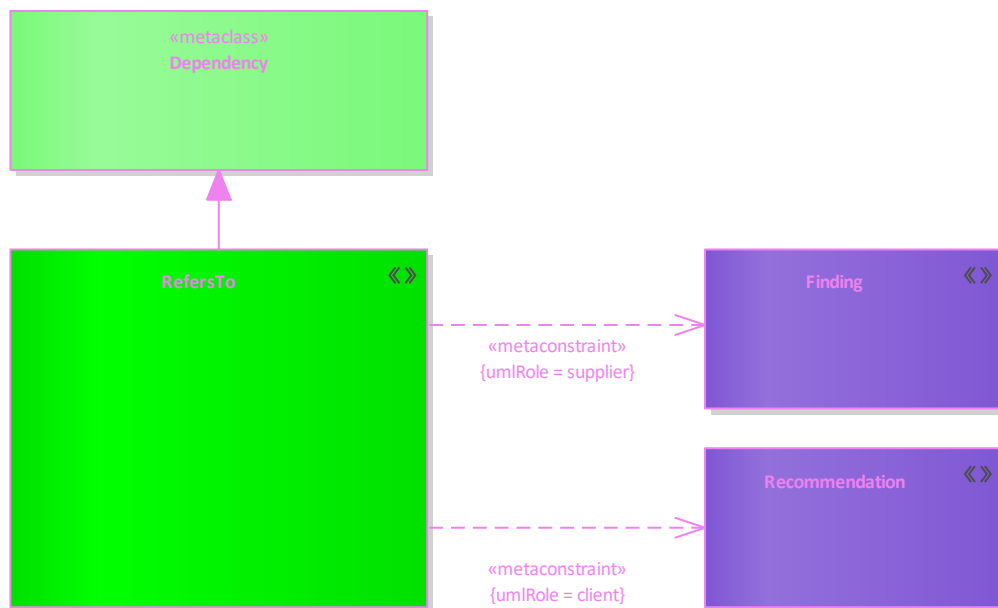 «metaclass»
Dependency
RefersTo
Finding
«metaconstraint»
{umlRole = supplier}
Recommendation
«metaconstraint»
{umlRole = client}